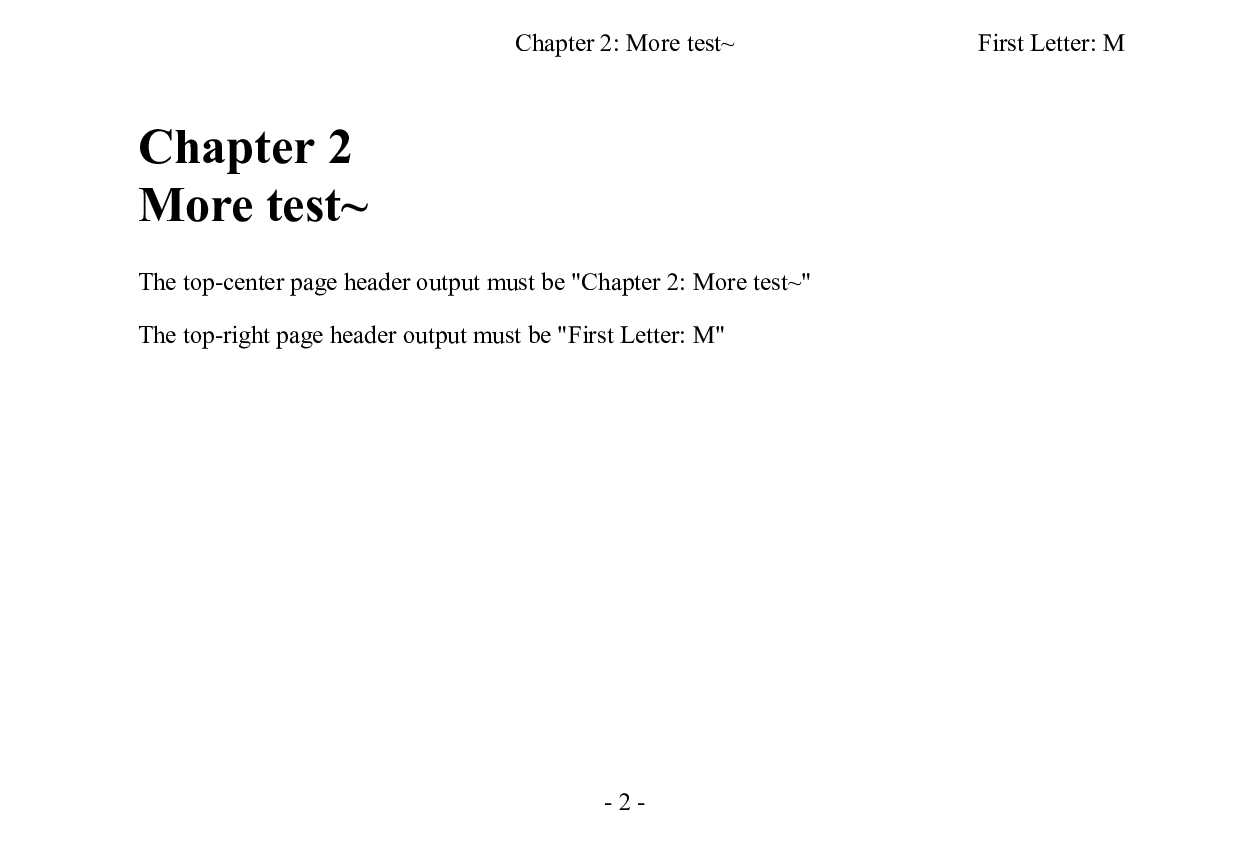 Chapter 2: More test~ First Letter: M
Chapter 2
More test~
The top-center page header output must be "Chapter 2: More test~"
The top-right page header output must be "First Letter: M"
- 2 -